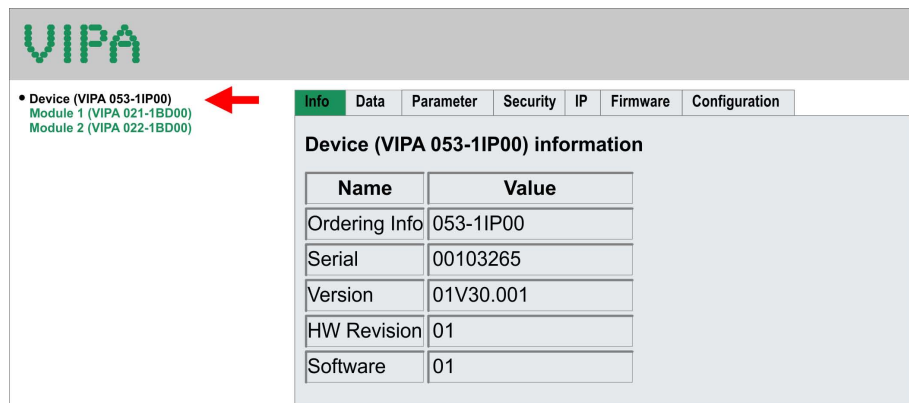 VIPA
• Device (VIPA 053-1IP00)
Module 1 (VIPA 021-1BD00)
Module 2 (VIPA 022-1BD00)
Info Data Parameter Security IP Firmware Configuration
Device (VIPA 053-1IP00) information
Name Value
Ordering Info 053-1IP00
Serial 00103265
Version 01V30.001
HW Revision 01
Software 01